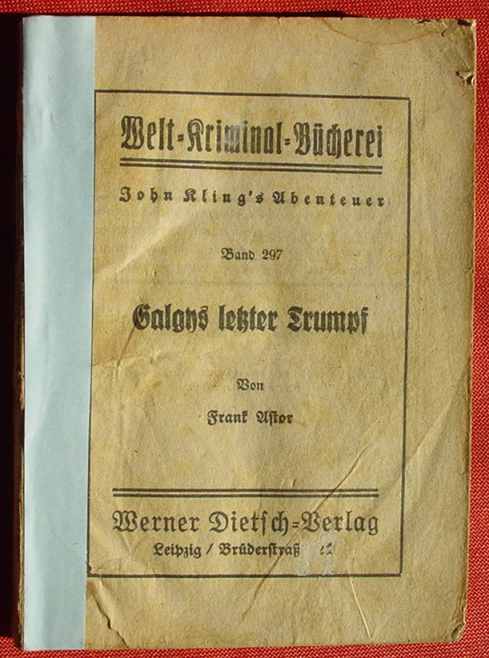 Welt-Kriminal-Bücherei
John Kling's Abenteuer
Band 297
Galgys letzter Trumpf
Von
Frank Astor
Werner Dietsch-Verlag
Leipzig / Brüderstraß